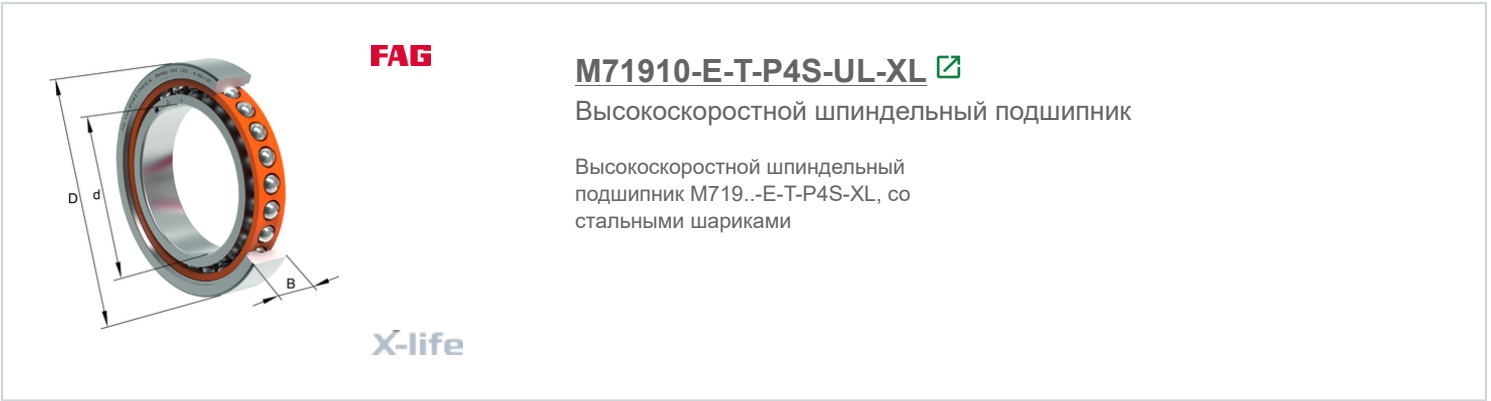 FAG
M71910-E-T-P4S-UL-XL
Высокоскоростной шпиндельный подшипник
Высокоскоростной шпиндельный
подшипник M719..-E-T-P4S-XL, со
стальными шариками
D
d
B
X-life